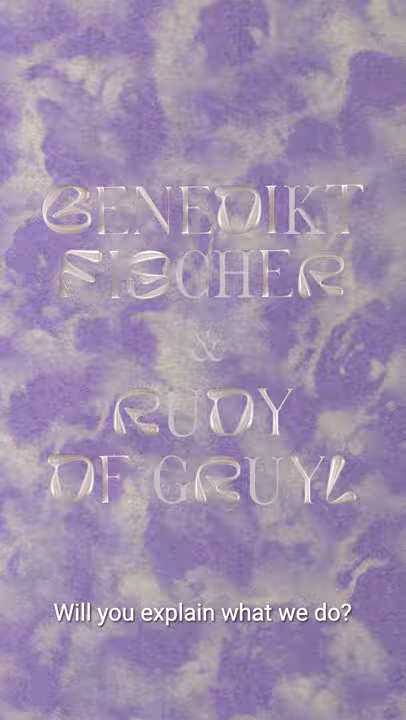 BENEDIKT
FISCHER
&
RUDY
DE GRUYL
Will you explain what we do?